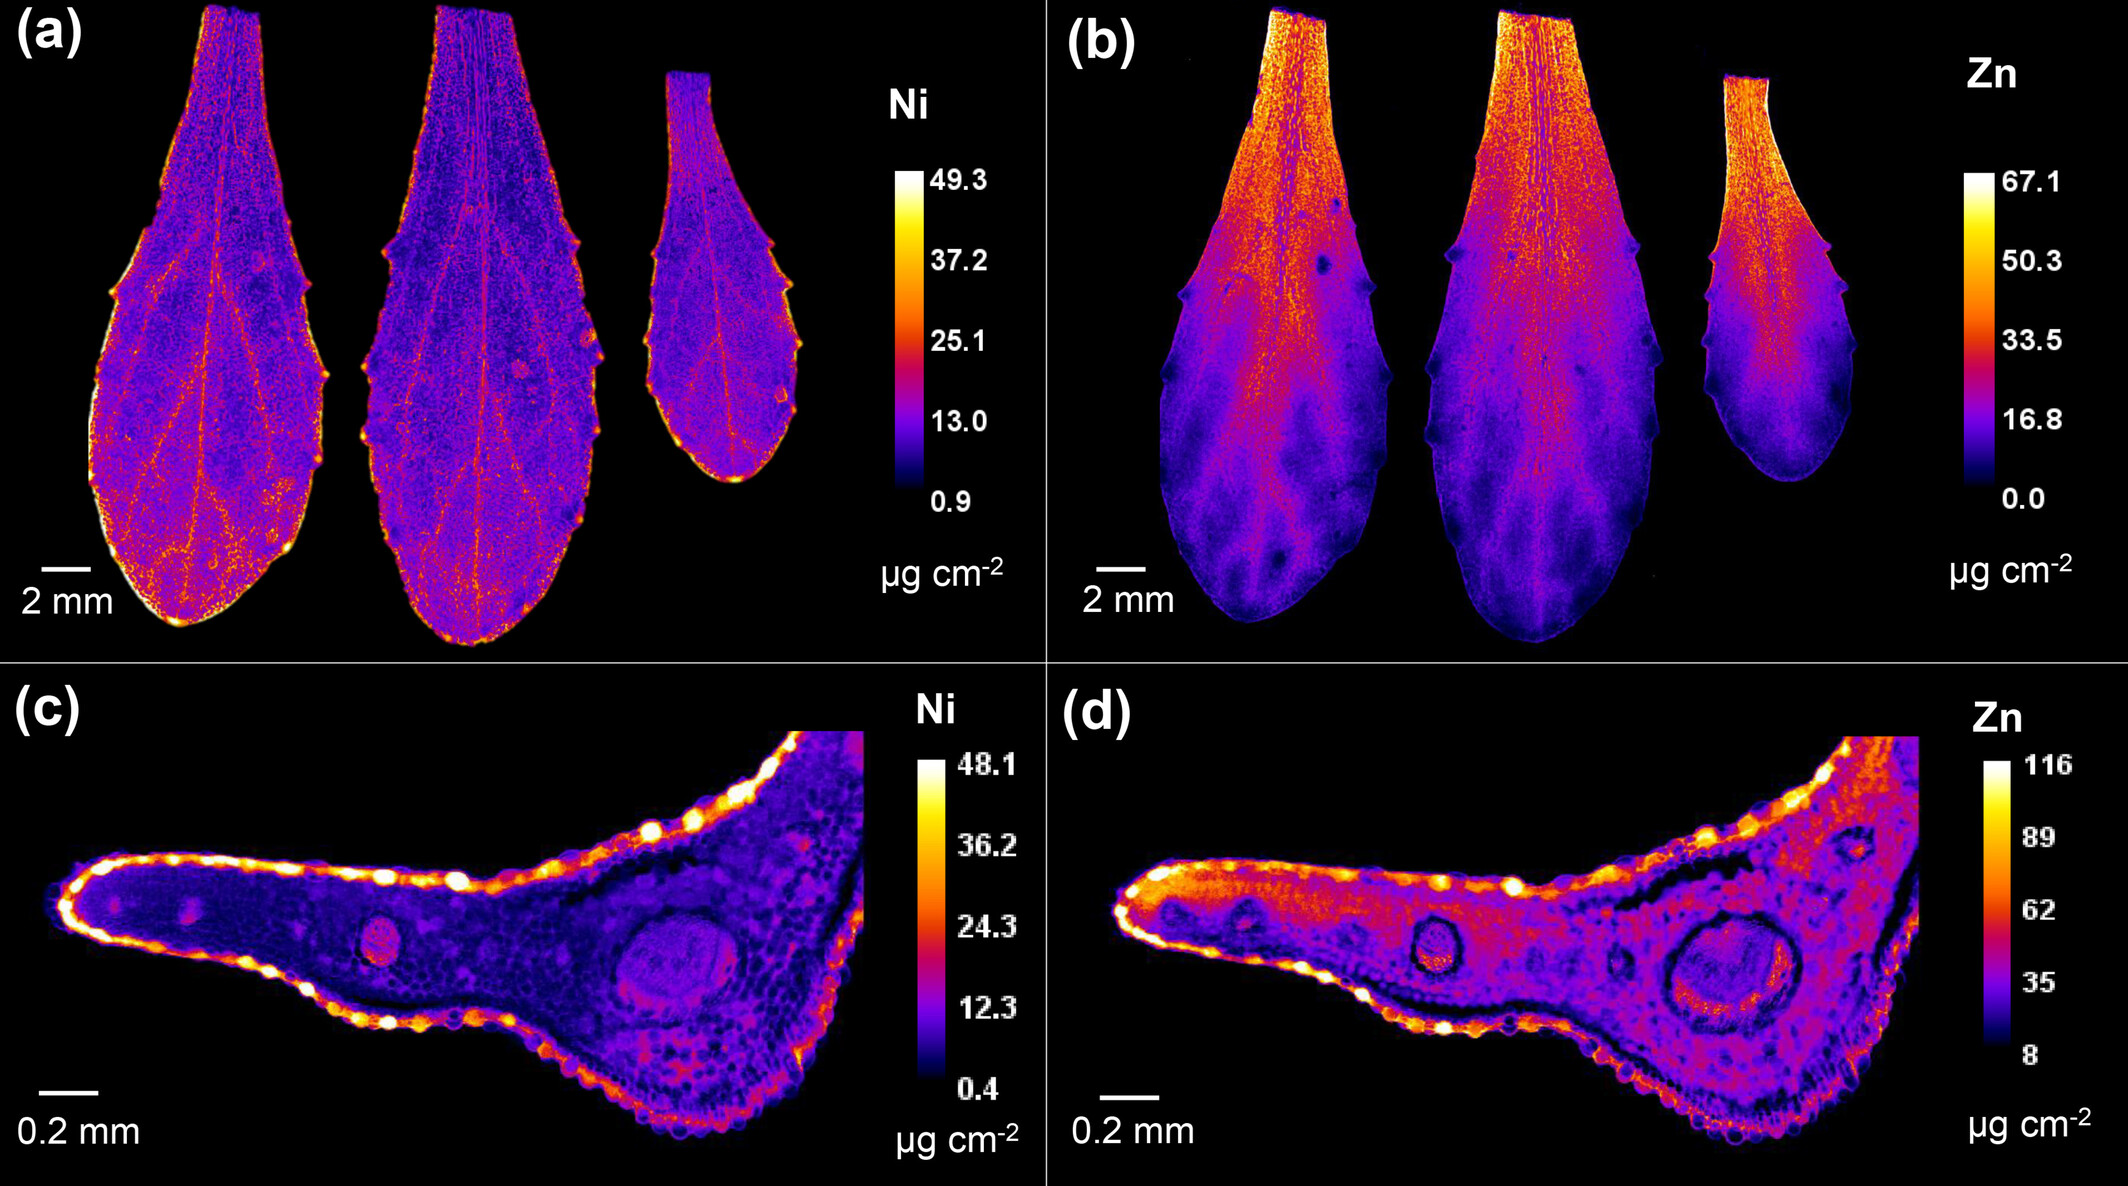 (a)
Ni
49.3
37.2
25.1
13.0
0.9
µg cm-2
2 mm
(b)
Zn
67.1
50.3
33.5
16.8
0.0
µg cm-2
2 mm
(c)
Ni
48.1
36.2
24.3
12.3
0.4
µg cm-2
0.2 mm
(d)
Zn
116
89
62
35
8
µg cm-2
0.2 mm